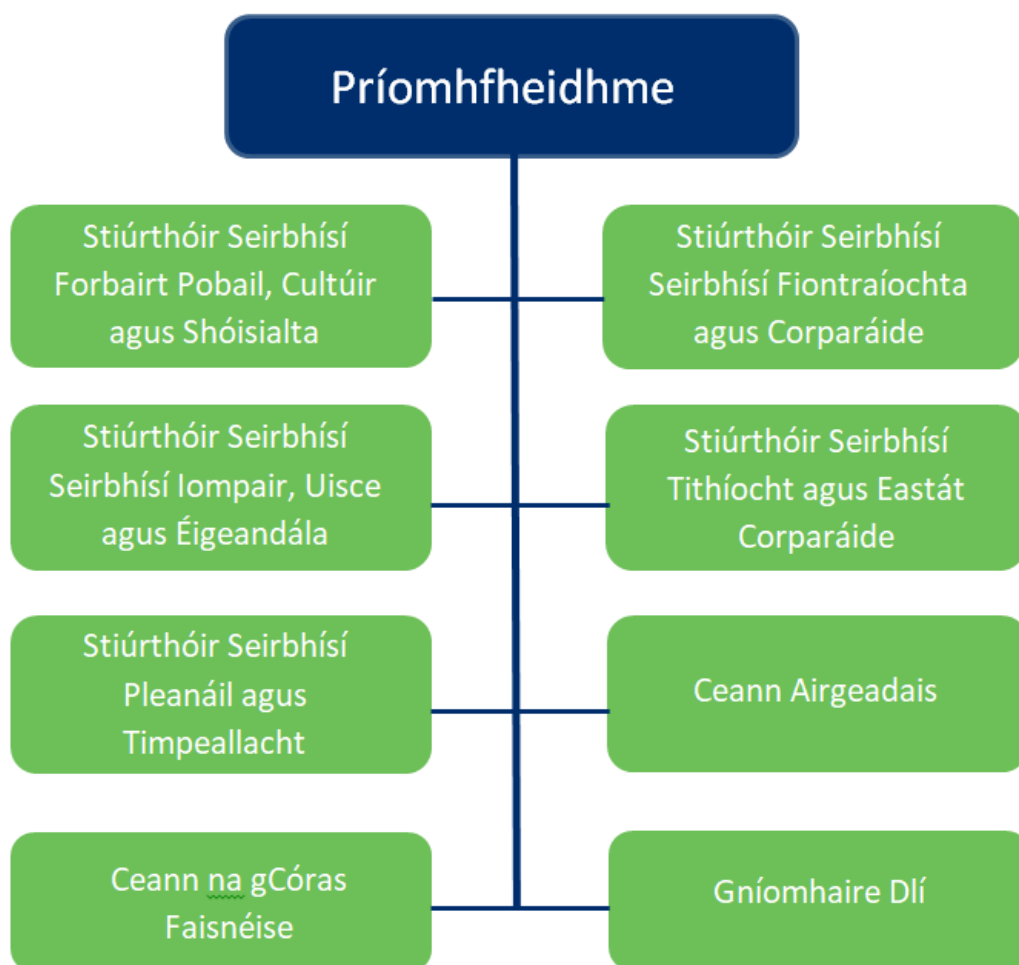 Príomhfheidhme
Stiúrthóir Seirbhísí
Forbairt Pobail, Cultúir
agus Shóisialta
Stiúrthóir Seirbhísí
Seirbhísí Fiontraíochta
agus Corparáide
Stiúrthóir Seirbhísí
Seirbhísí Iompair, Uisce
agus Éigeandála
Stiúrthóir Seirbhísí
Tithíocht agus Eastát
Corparáide
Stiúrthóir Seirbhísí
Pleanáil agus
Timpeallacht
Ceann Airgeadais
Ceann na gCóras
Faisnéise
Gníomhaire Dlí